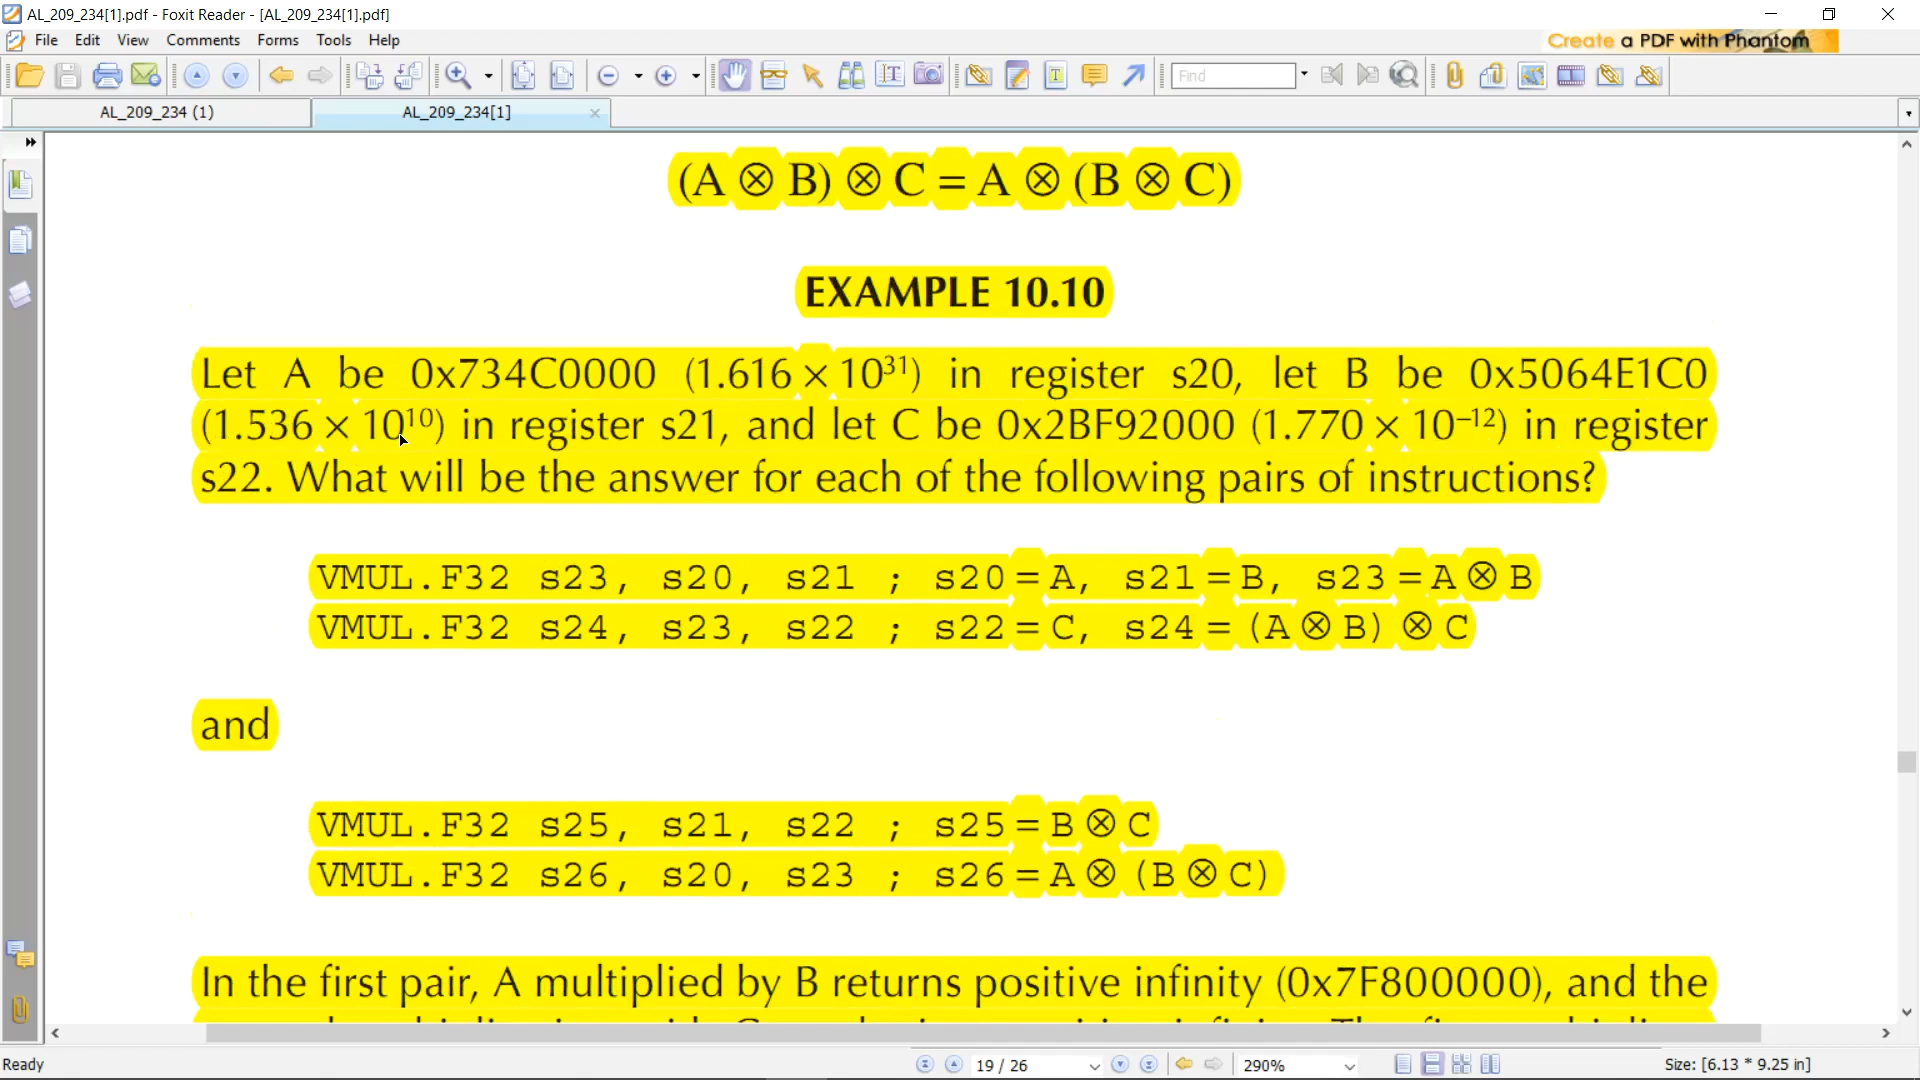 AL_209_234[1].pdf - Foxit Reader - [AL_209_234[1].pdf]
File Edit View Comments Forms Tools Help
Create a PDF with Phantom
Find
AL_209_234 (1)
AL_209_234[1]
(A ⊗ B) ⊗ C = A ⊗ (B ⊗ C)
EXAMPLE 10.10
Let A be 0x734C0000 (1.616 × 10³¹) in register s20, let B be 0x5064E1C0
(1.536 × 10¹⁰) in register s21, and let C be 0x2BF92000 (1.770 × 10⁻¹²) in register
s22. What will be the answer for each of the following pairs of instructions?
VMUL.F32 s23, s20, s21 ; s20 = A, s21 = B, s23 = A ⊗ B
VMUL.F32 s24, s23, s22 ; s22 = C, s24 = (A ⊗ B) ⊗ C
and
VMUL.F32 s25, s21, s22 ; s25 = B ⊗ C
VMUL.F32 s26, s20, s23 ; s26 = A ⊗ (B ⊗ C)
In the first pair, A multiplied by B returns positive infinity (0x7F800000), and the
Ready
19 / 26
290%
Size: [6.13 * 9.25 in]